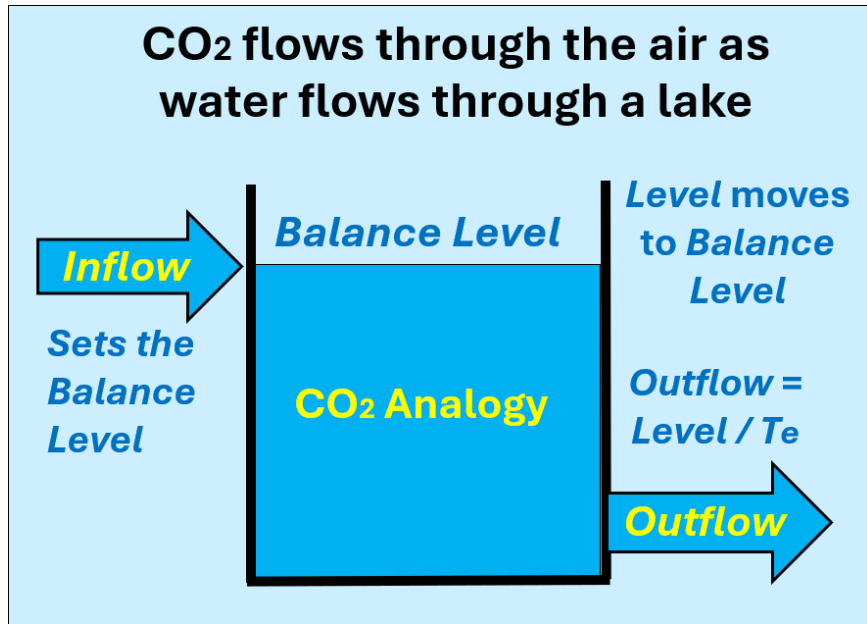 CO₂ flows through the air as
water flows through a lake
Inflow
Sets the
Balance
Level
Balance Level
CO₂ Analogy
Level moves
to Balance
Level
Outflow =
Level / Te
Outflow